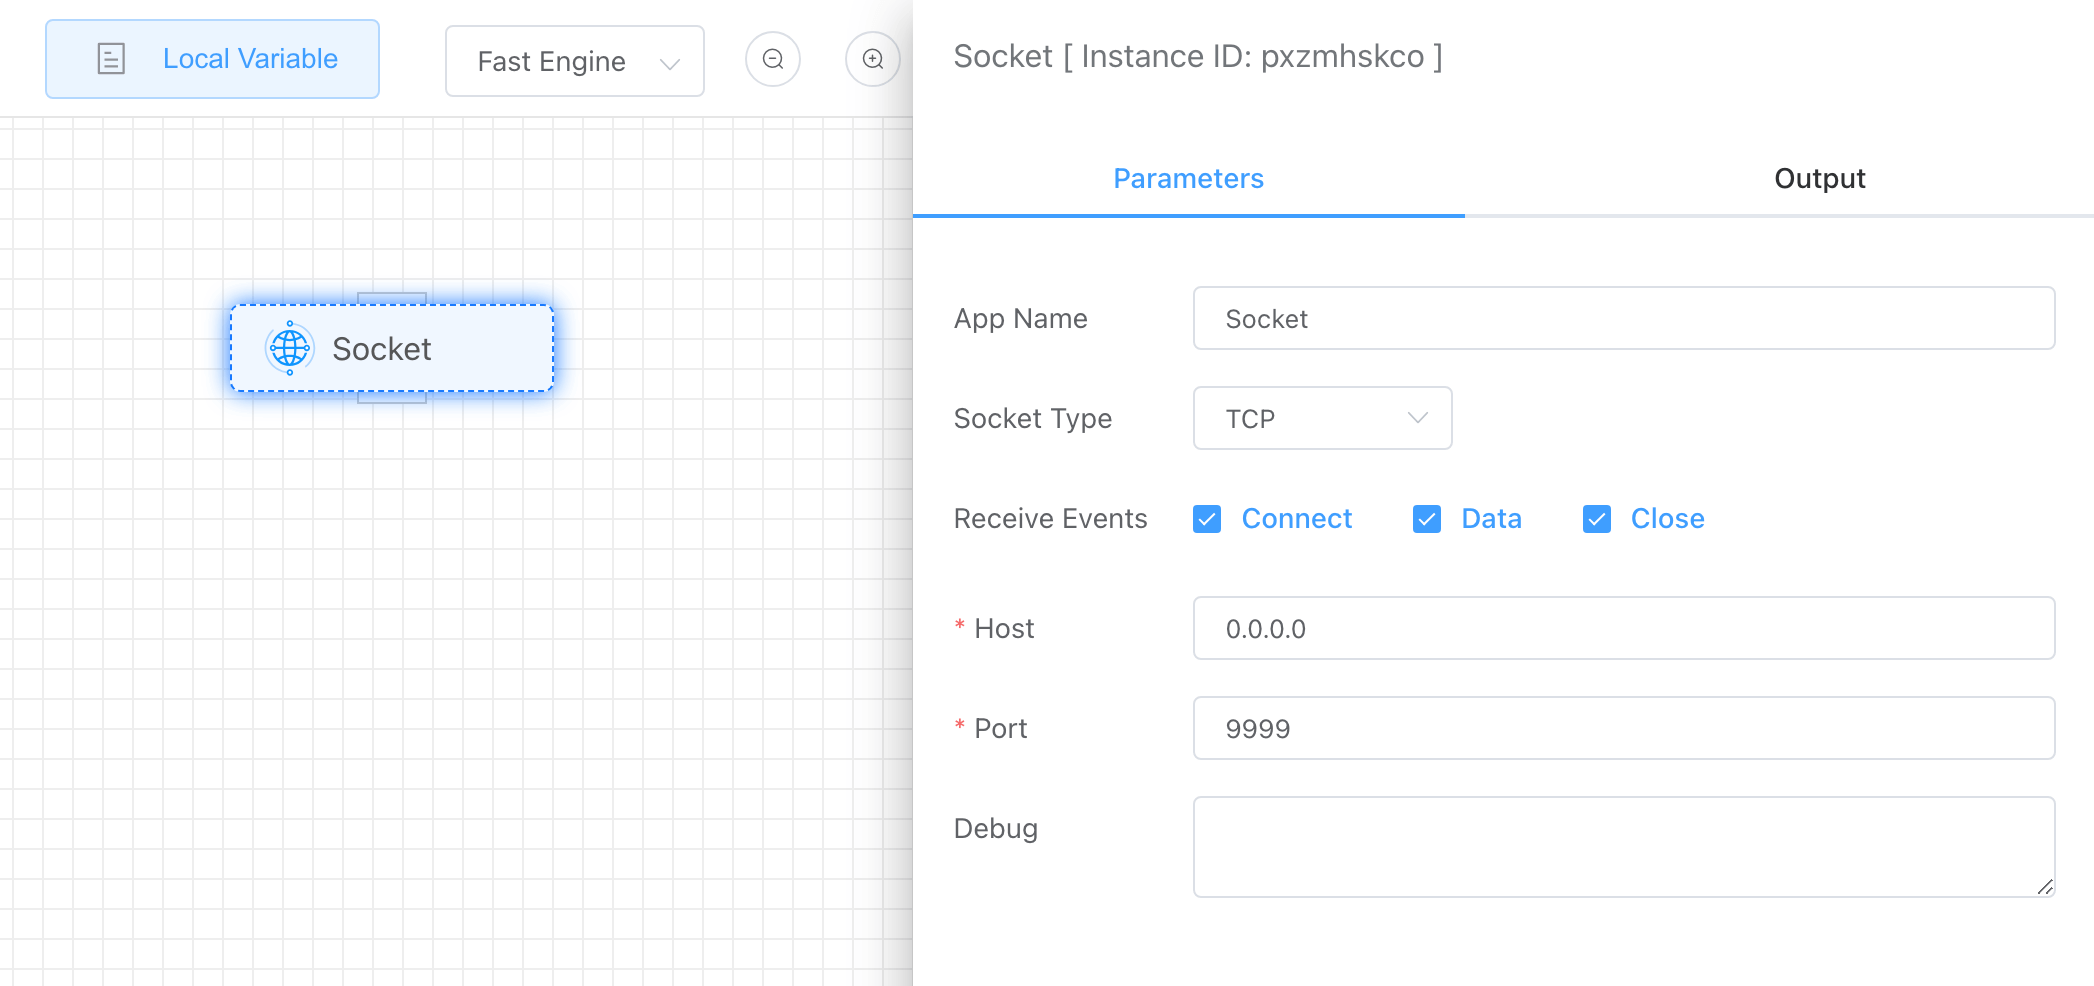 Local Variable
Fast Engine
Socket
Socket [ Instance ID: pxzmhskco ]
Parameters
Output
App Name
Socket
Socket Type
TCP
Receive Events
Connect
Data
Close
* Host
0.0.0.0
* Port
9999
Debug